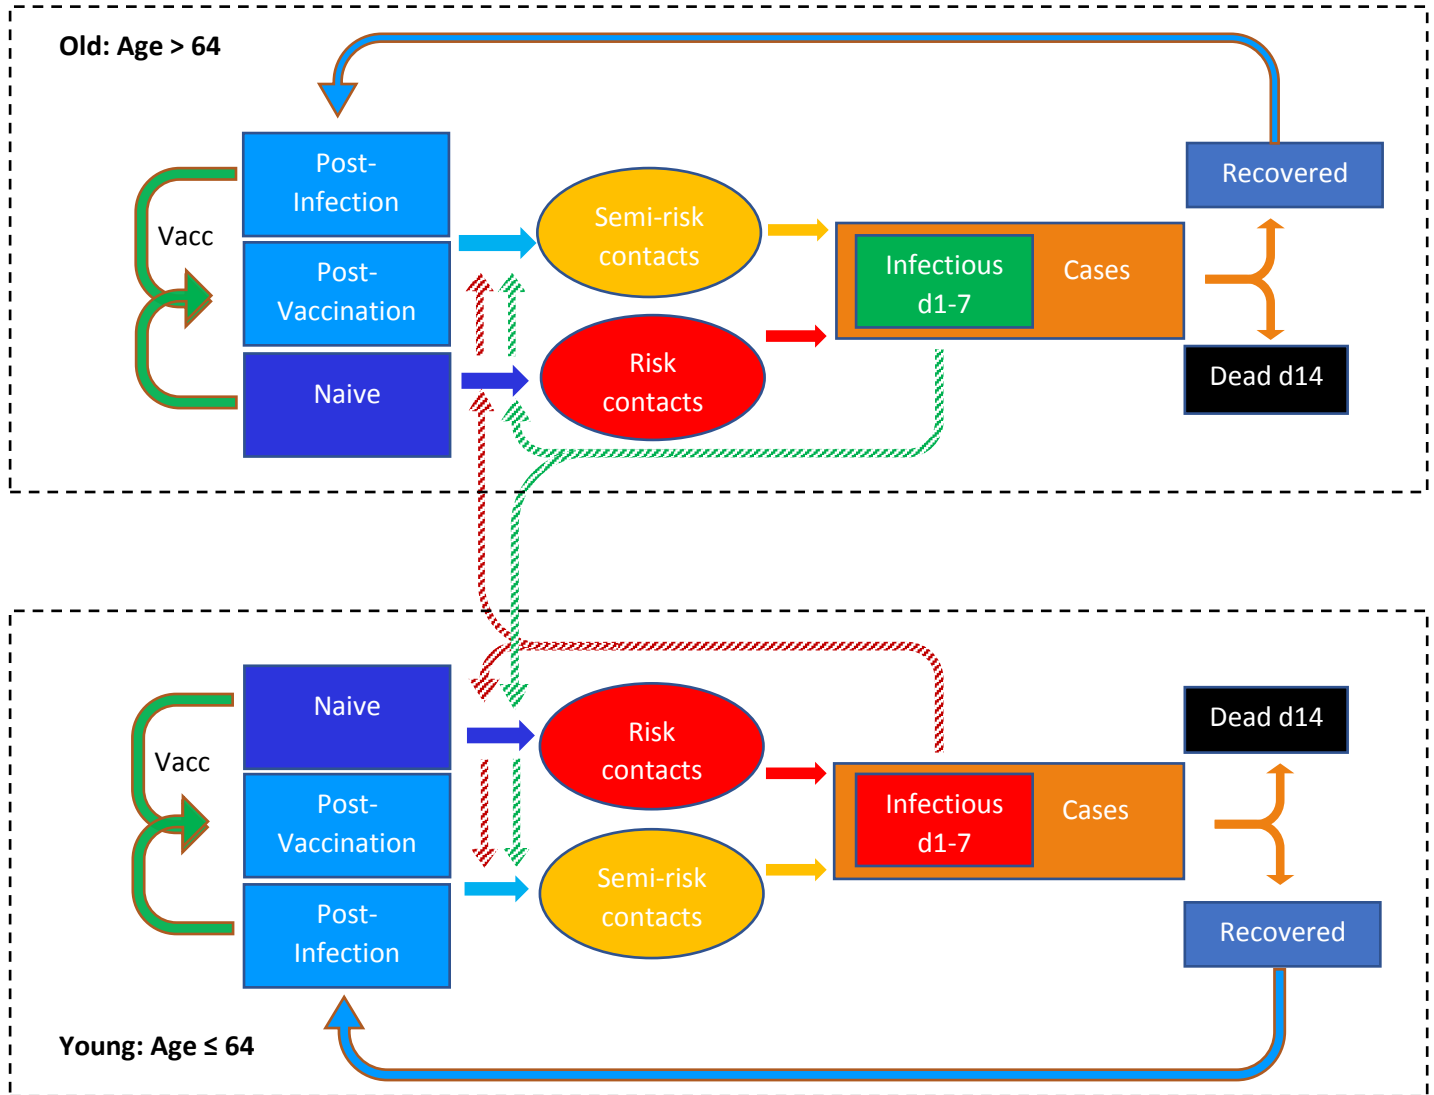 Old: Age > 64
Post-
Infection
Vacc
Post-
Vaccination
Naive
Semi-risk
contacts
Risk
contacts
Infectious
d1-7
Cases
Recovered
Dead d14
Naive
Vacc
Post-
Vaccination
Post-
Infection
Risk
contacts
Semi-risk
contacts
Infectious
d1-7
Cases
Dead d14
Recovered
Young: Age ≤ 64